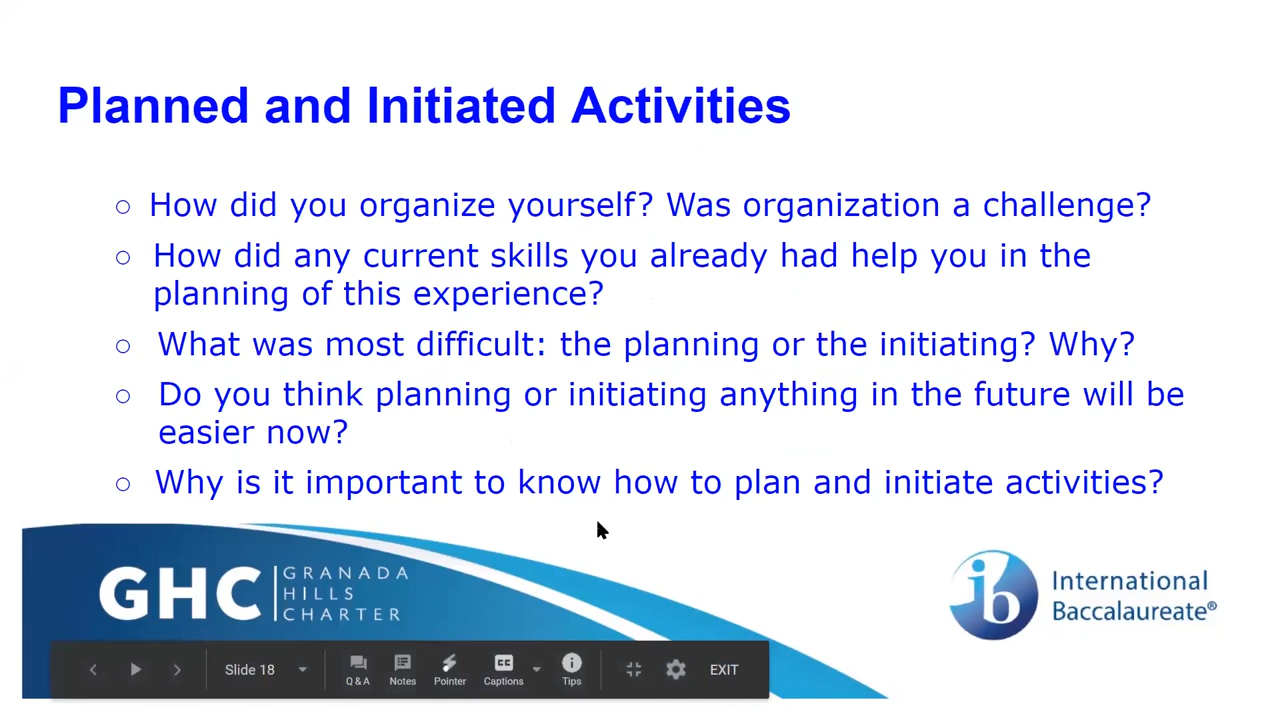 Planned and Initiated Activities
○ How did you organize yourself? Was organization a challenge?
○ How did any current skills you already had help you in the
planning of this experience?
○ What was most difficult: the planning or the initiating? Why?
○ Do you think planning or initiating anything in the future will be
easier now?
○ Why is it important to know how to plan and initiate activities?
GHC
GRANADA
HILLS
CHARTER
ib
International
Baccalaureate®
Slide 18
Q & A
Notes
Pointer
CC
Captions
Tips
EXIT